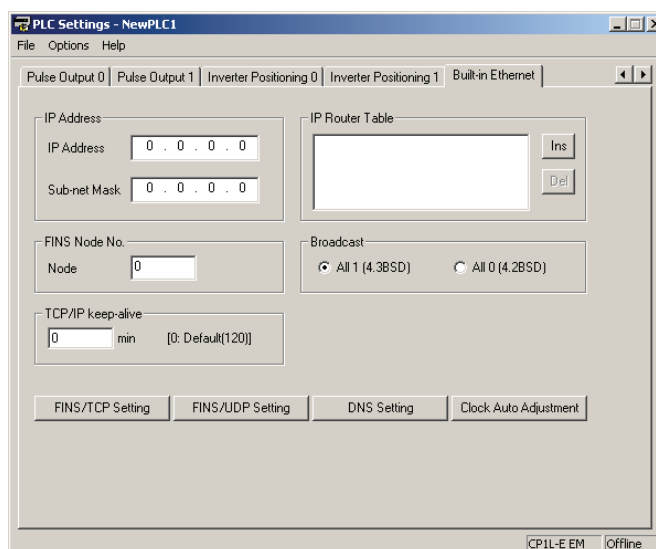 PLC Settings - NewPLC1
File Options Help
Pulse Output 0 Pulse Output 1 Inverter Positioning 0 Inverter Positioning 1 Built-in Ethernet
IP Address
IP Address 0 . 0 . 0 . 0
Sub-net Mask 0 . 0 . 0 . 0
IP Router Table
Ins
Del
FINS Node No.
Node 0
Broadcast
All 1 (4.3BSD) All 0 (4.2BSD)
TCP/IP keep-alive
0 min [0: Default(120)]
FINS/TCP Setting FINS/UDP Setting DNS Setting Clock Auto Adjustment
CP1L-E EM Offline